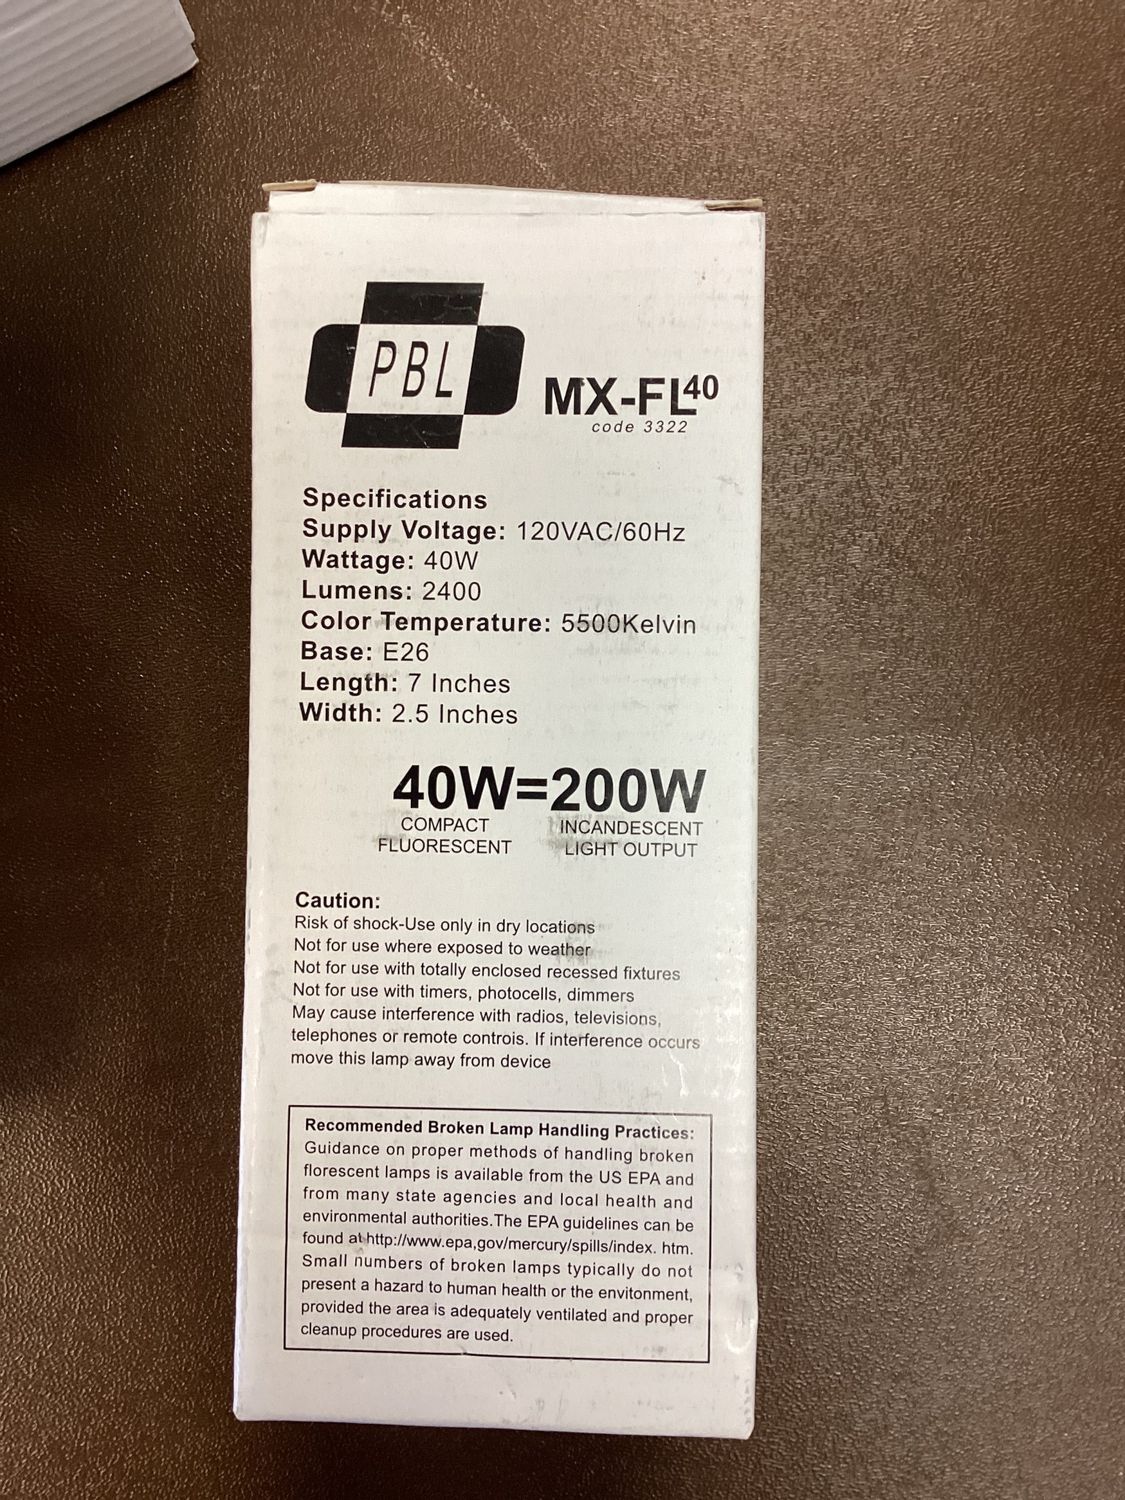 PBL
MX-FL40
code 3322
Specifications
Supply Voltage: 120VAC/60Hz
Wattage: 40W
Lumens: 2400
Color Temperature: 5500Kelvin
Base: E26
Length: 7 Inches
Width: 2.5 Inches
40W=200W
COMPACT INCANDESCENT
FLUORESCENT LIGHT OUTPUT
Caution:
Risk of shock-Use only in dry locations
Not for use where exposed to weather
Not for use with totally enclosed recessed fixtures
Not for use with timers, photocells, dimmers
May cause interference with radios, televisions,
telephones or remote controis. If interference occurs
move this lamp away from device
Recommended Broken Lamp Handling Practices:
Guidance on proper methods of handling broken
florescent lamps is available from the US EPA and
from many state agencies and local health and
environmental authorities.The EPA guidelines can be
found at http://www.epa,gov/mercury/spills/index. htm.
Small numbers of broken lamps typically do not
present a hazard to human health or the envitonment,
provided the area is adequately ventilated and proper
cleanup procedures are used.